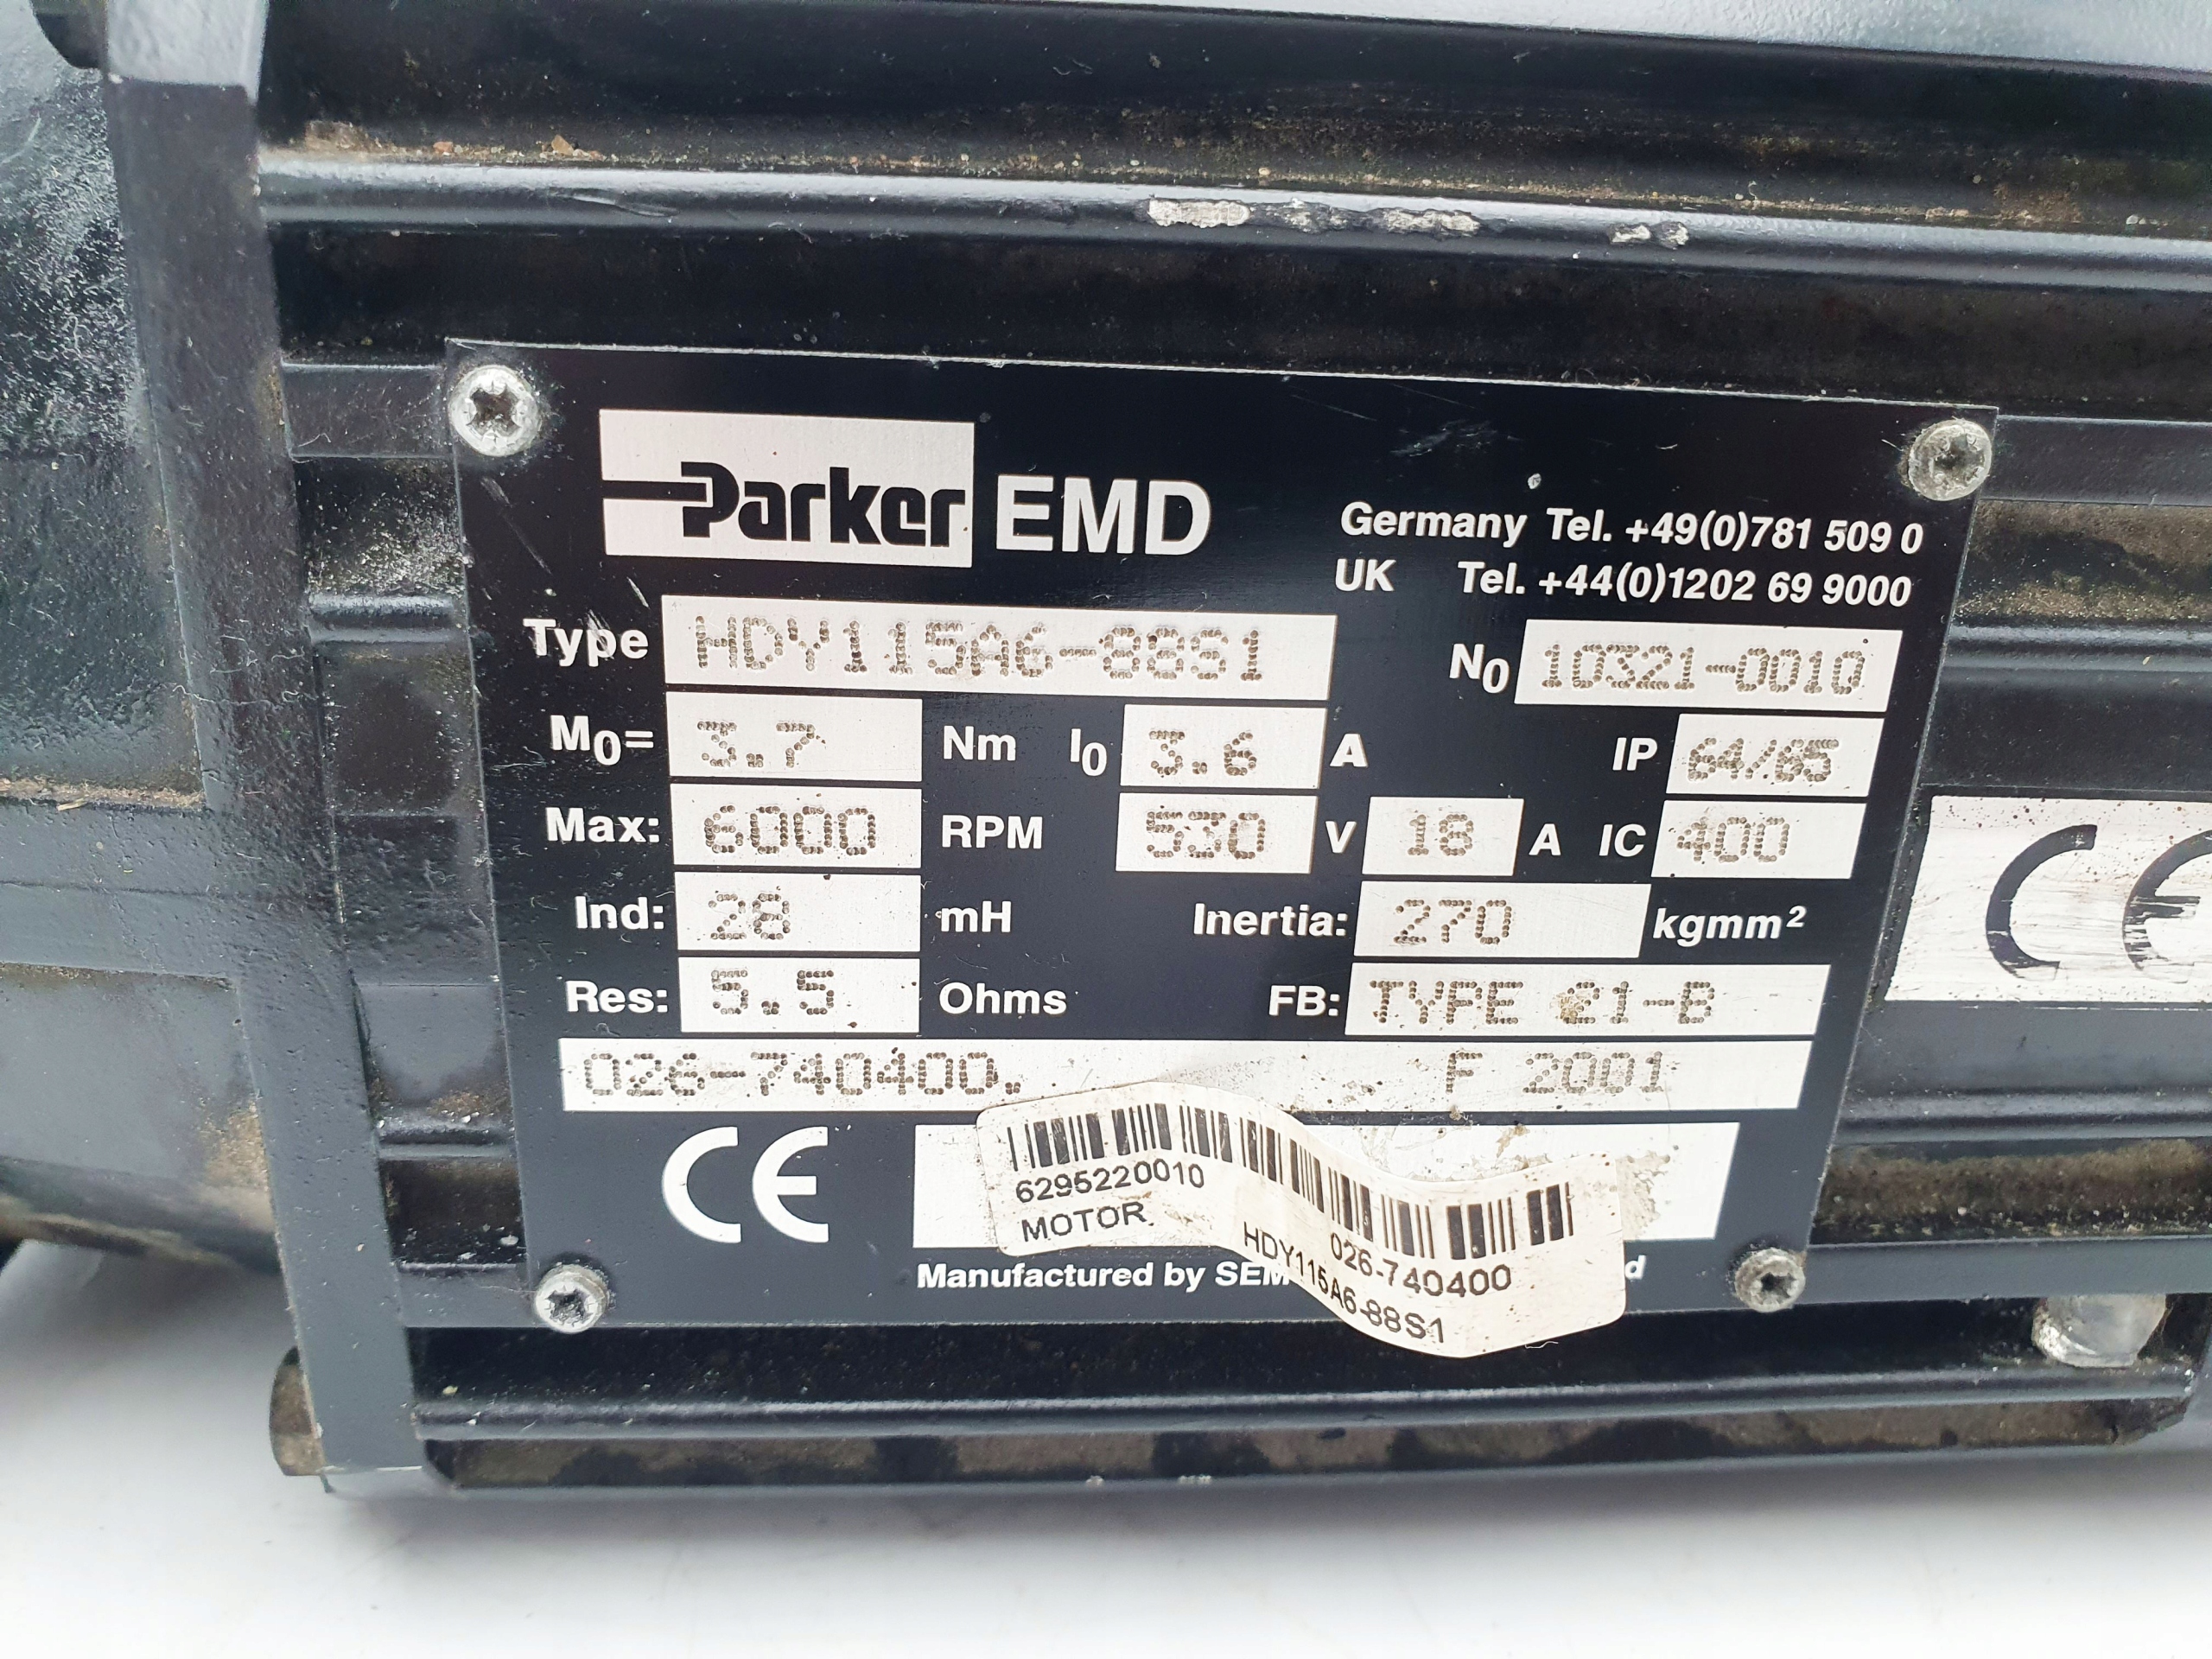 Parker EMD
Germany Tel. +49(0)781 509 0
UK Tel. +44(0)1202 69 9000
Type HDY115A6-88S1 No 10321-0010
M0= 3.7 Nm I0 3.6 A IP 64/65
Max: 6000 RPM 530 V 18 A IC 400
Ind: 28 mH Inertia: 270 kgmm²
Res: 5.5 Ohms FB: TYPE 21-B
026-740400. F 2001
CE
6295220010 026-740400
MOTOR. HDY115A6-88S1
Manufactured by SEM
CE